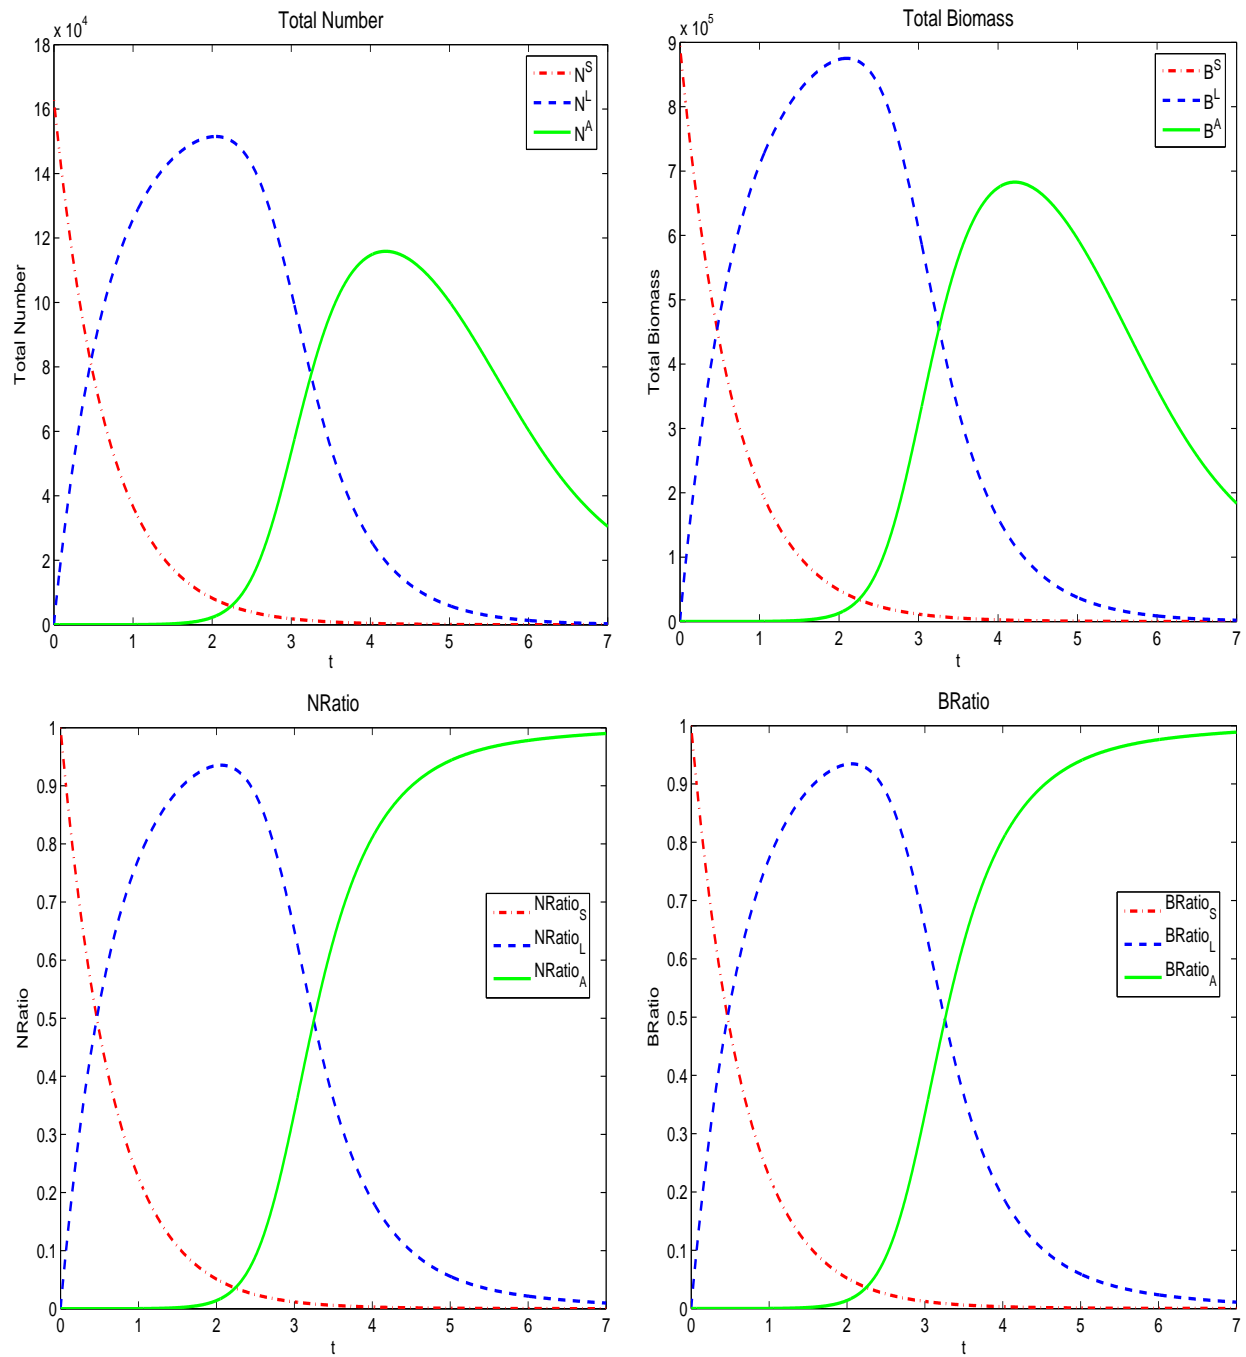 Total Number
x 10^4
18
16
14
12
10
8
6
4
2
0
0 1 2 3 4 5 6 7
t
Total Number
N^S
N^L
N^A
Total Biomass
x 10^5
9
8
7
6
5
4
3
2
1
0
0 1 2 3 4 5 6 7
t
Total Biomass
B^S
B^L
B^A
NRatio
1
0.9
0.8
0.7
0.6
0.5
0.4
0.3
0.2
0.1
0
0 1 2 3 4 5 6 7
t
NRatio
NRatio_S
NRatio_L
NRatio_A
BRatio
1
0.9
0.8
0.7
0.6
0.5
0.4
0.3
0.2
0.1
0
0 1 2 3 4 5 6 7
t
BRatio
BRatio_S
BRatio_L
BRatio_A